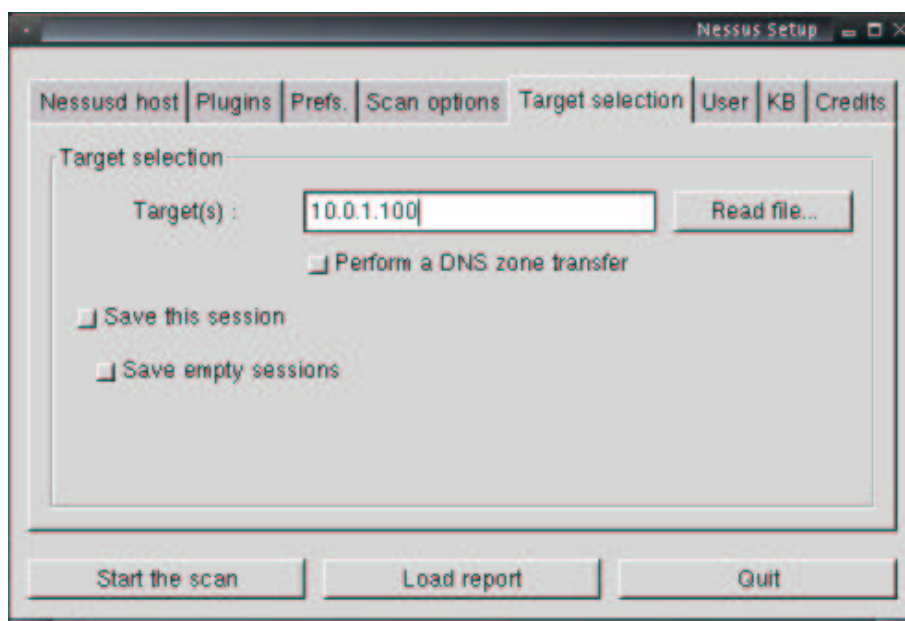 Nessus Setup
Nessusd host Plugins Prefs. Scan options Target selection User KB Credits
Target selection
Target(s) : 10.0.1.100 Read file...
Perform a DNS zone transfer
Save this session
Save empty sessions
Start the scan Load report Quit